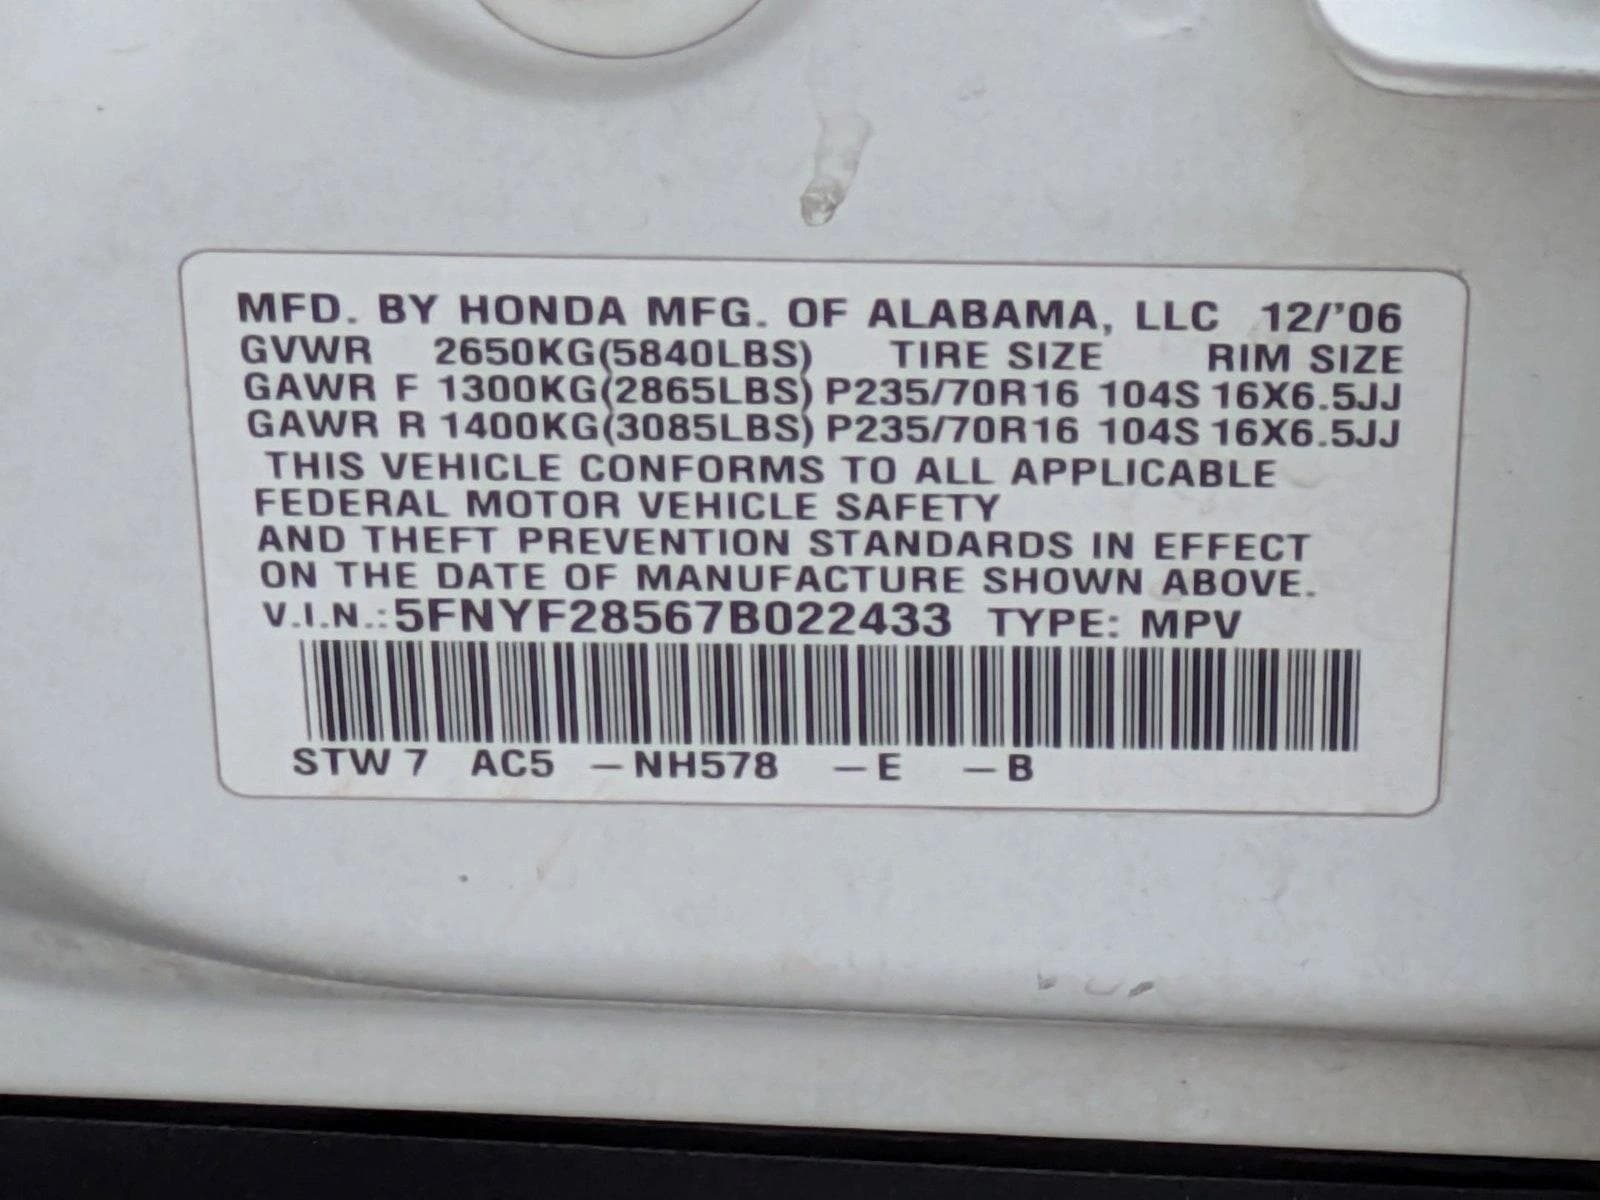 MFD. BY HONDA MFG. OF ALABAMA, LLC 12/'06
GVWR 2650KG(5840LBS) TIRE SIZE RIM SIZE
GAWR F 1300KG(2865LBS) P235/70R16 104S 16X6.5JJ
GAWR R 1400KG(3085LBS) P235/70R16 104S 16X6.5JJ
THIS VEHICLE CONFORMS TO ALL APPLICABLE
FEDERAL MOTOR VEHICLE SAFETY
AND THEFT PREVENTION STANDARDS IN EFFECT
ON THE DATE OF MANUFACTURE SHOWN ABOVE.
V.I.N.:5FNYF28567B022433 TYPE: MPV
STW7 AC5 –NH578 –E –B